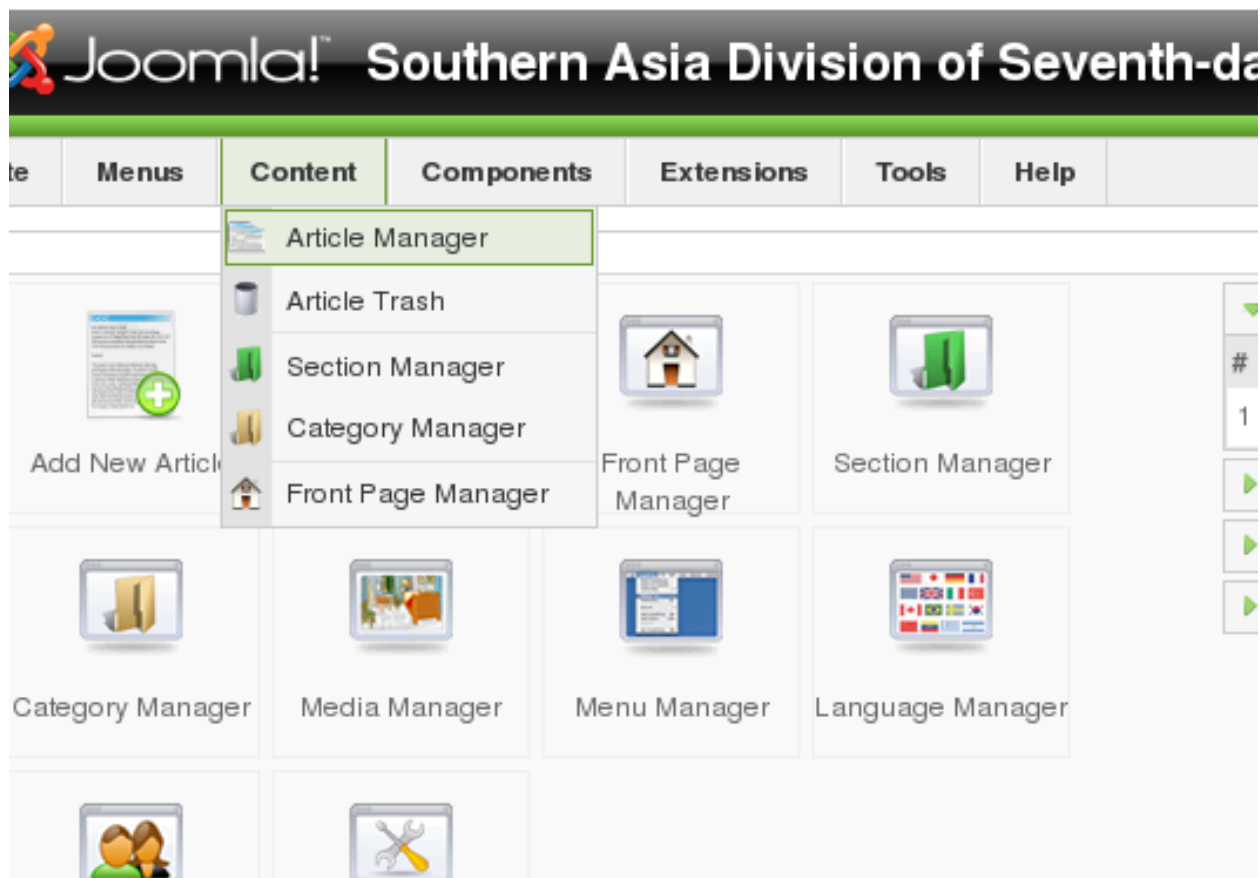 Joomla!™ Southern Asia Division of Seventh-da
te Menus Content Components Extensions Tools Help
Article Manager
Article Trash
Section Manager
Category Manager
Front Page Manager
#
1
Add New Articl
Front Page
Manager
Section Manager
Category Manager
Media Manager
Menu Manager
Language Manager